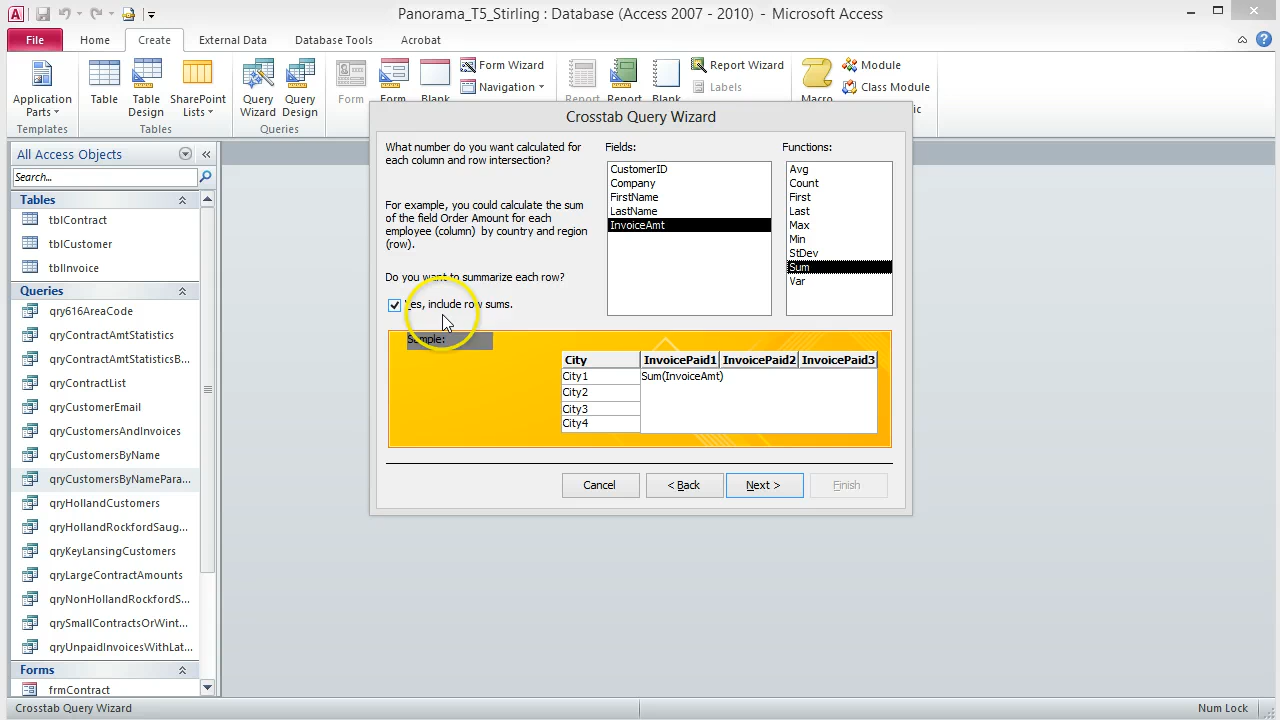 Panorama_T5_Stirling : Database (Access 2007 - 2010) - Microsoft Access
File Home Create External Data Database Tools Acrobat
Application Parts
Templates
Table
Table Design
SharePoint Lists
Tables
Query Wizard
Query Design
Queries
Form
Form
Blank
Form Wizard
Navigation
Report
Report
Blank
Report Wizard
Labels
Macro
Module
Class Module
All Access Objects
Search...
Tables
tblContract
tblCustomer
tblInvoice
Queries
qry616AreaCode
qryContractAmtStatistics
qryContractAmtStatisticsB...
qryContractList
qryCustomerEmail
qryCustomersAndInvoices
qryCustomersByName
qryCustomersByNamePara...
qryHollandCustomers
qryHollandRockfordSaug...
qryKeyLansingCustomers
qryLargeContractAmounts
qryNonHollandRockfordS...
qrySmallContractsOrWint...
qryUnpaidInvoicesWithLat...
Forms
frmContract
Crosstab Query Wizard
What number do you want calculated for
each column and row intersection?
For example, you could calculate the sum
of the field Order Amount for each
employee (column) by country and region
(row).
Do you want to summarize each row?
Yes, include row sums.
Fields:
CustomerID
Company
FirstName
LastName
InvoiceAmt
Functions:
Avg
Count
First
Last
Max
Min
StDev
Sum
Var
Sample:
City InvoicePaid1 InvoicePaid2 InvoicePaid3
City1 Sum(InvoiceAmt)
City2
City3
City4
Cancel < Back Next > Finish
Crosstab Query Wizard
Num Lock